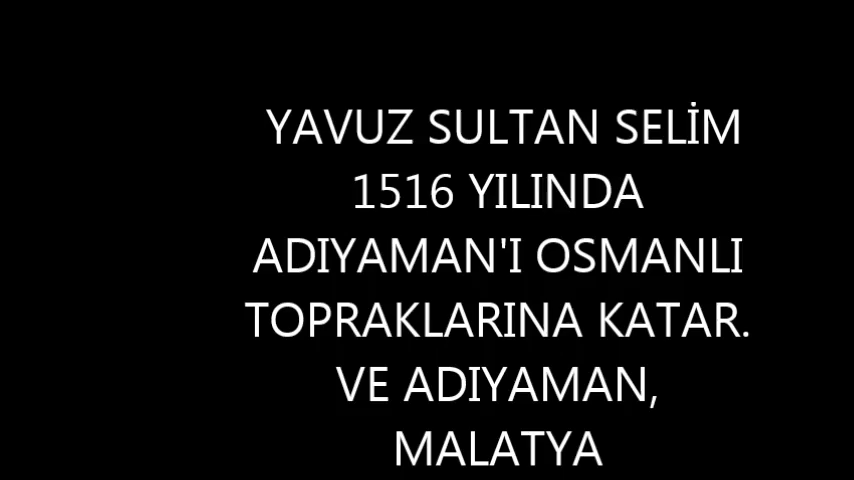 YAVUZ SULTAN SELİM
1516 YILINDA
ADIYAMAN'I OSMANLI
TOPRAKLARINA KATAR.
VE ADIYAMAN,
MALATYA